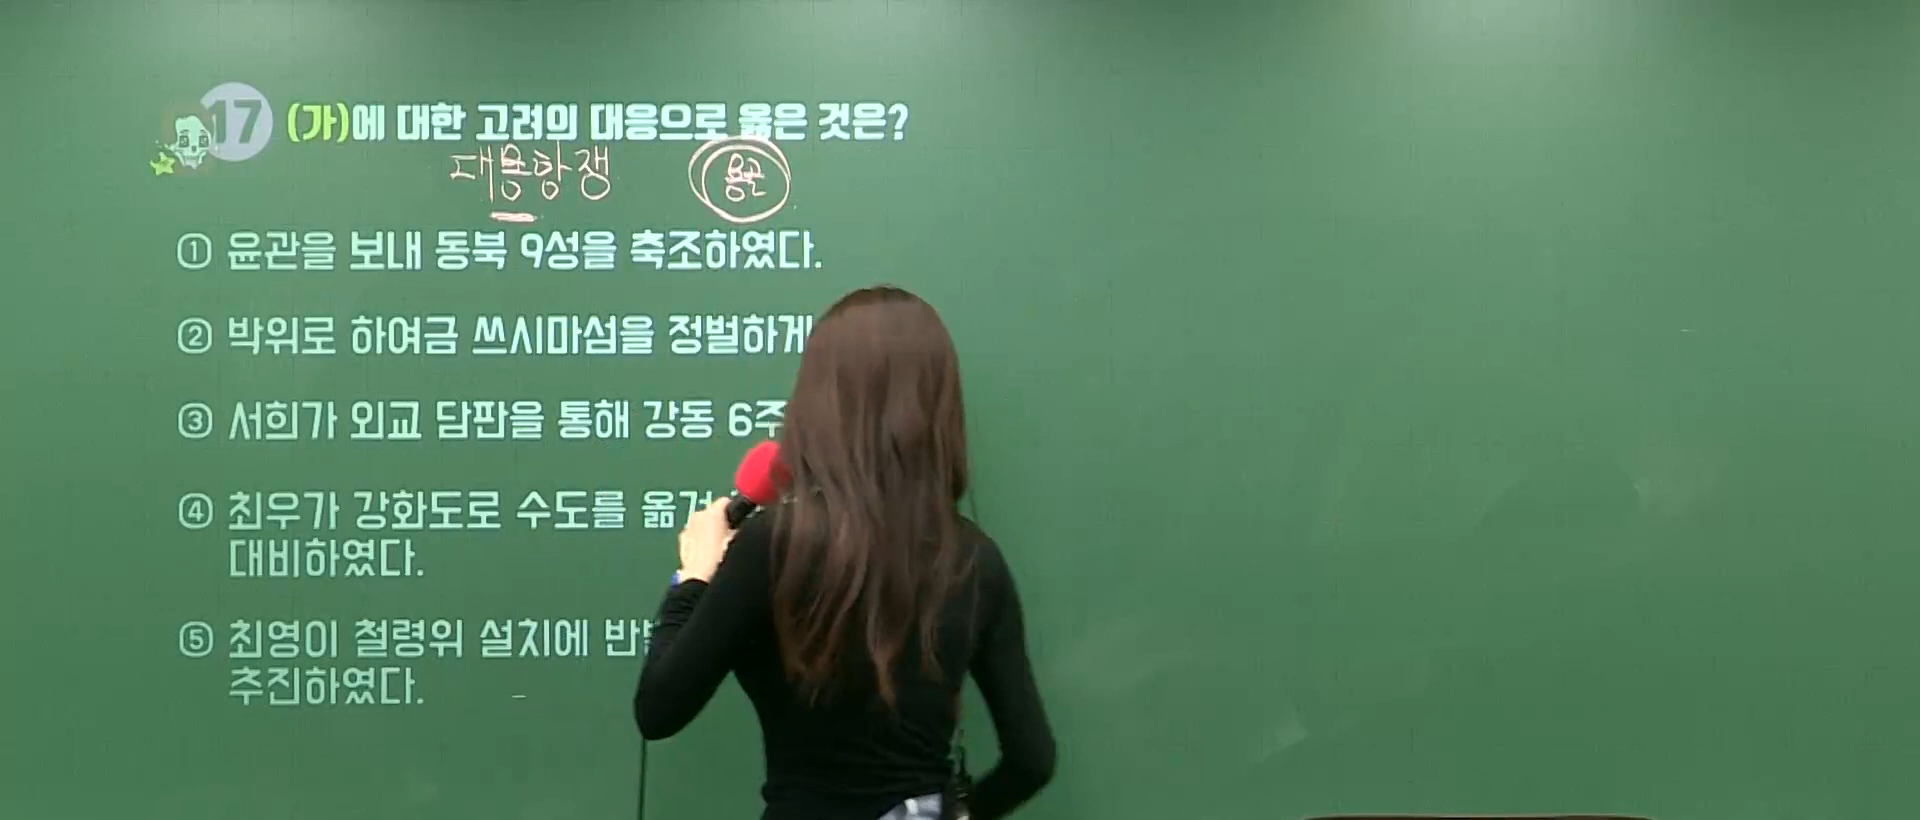 17 (가)에 대한 고려의 대응으로 옳은 것은?
대몽항쟁 몽골
① 윤관을 보내 동북 9성을 축조하였다.
② 박위로 하여금 쓰시마섬을 정벌하게
③ 서희가 외교 담판을 통해 강동 6주
④ 최우가 강화도로 수도를 옮겨
대비하였다.
⑤ 최영이 철령위 설치에
추진하였다.